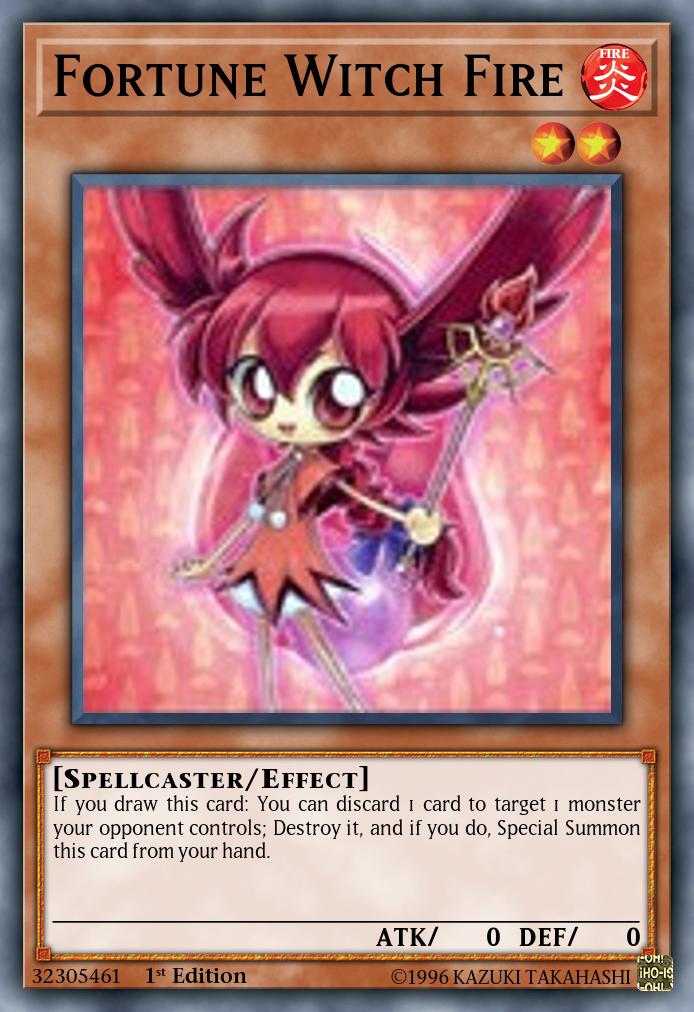 Fortune Witch Fire
FIRE
炎
[Spellcaster/Effect]
If you draw this card: You can discard 1 card to target 1 monster
your opponent controls; Destroy it, and if you do, Special Summon
this card from your hand.
ATK/ 0 DEF/ 0
32305461 1st Edition ©1996 KAZUKI TAKAHASHI